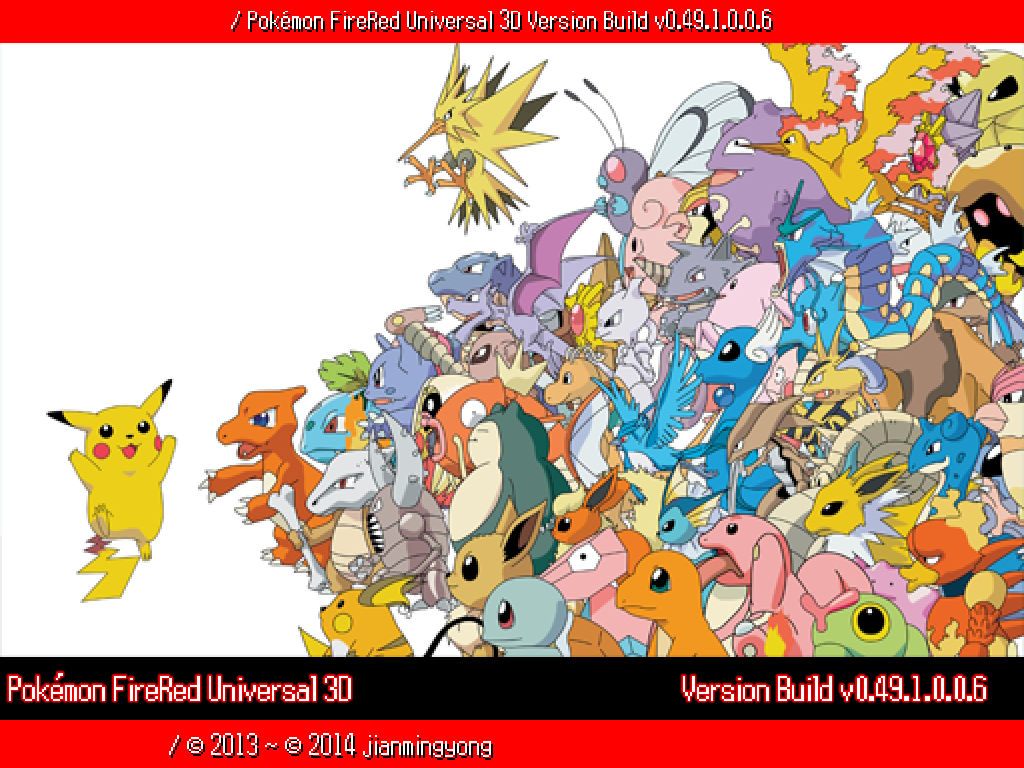 / Pokémon FireRed Universal 3D Version Build v0.49.1.0.0.6
Pokémon FireRed Universal 3D
Version Build v0.49.1.0.0.6
/ © 2013 ~ © 2014 jianmingyong